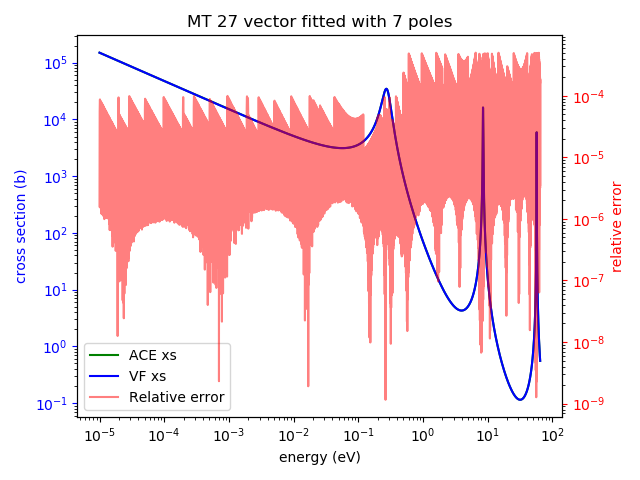 MT 27 vector fitted with 7 poles
cross section (b)
10^5
10^4
10^3
10^2
10^1
10^0
10^-1
10^-4
10^-5
10^-6
10^-7
10^-8
10^-9
relative error
ACE xs
VF xs
Relative error
10^-5 10^-4 10^-3 10^-2 10^-1 10^0 10^1 10^2
energy (eV)